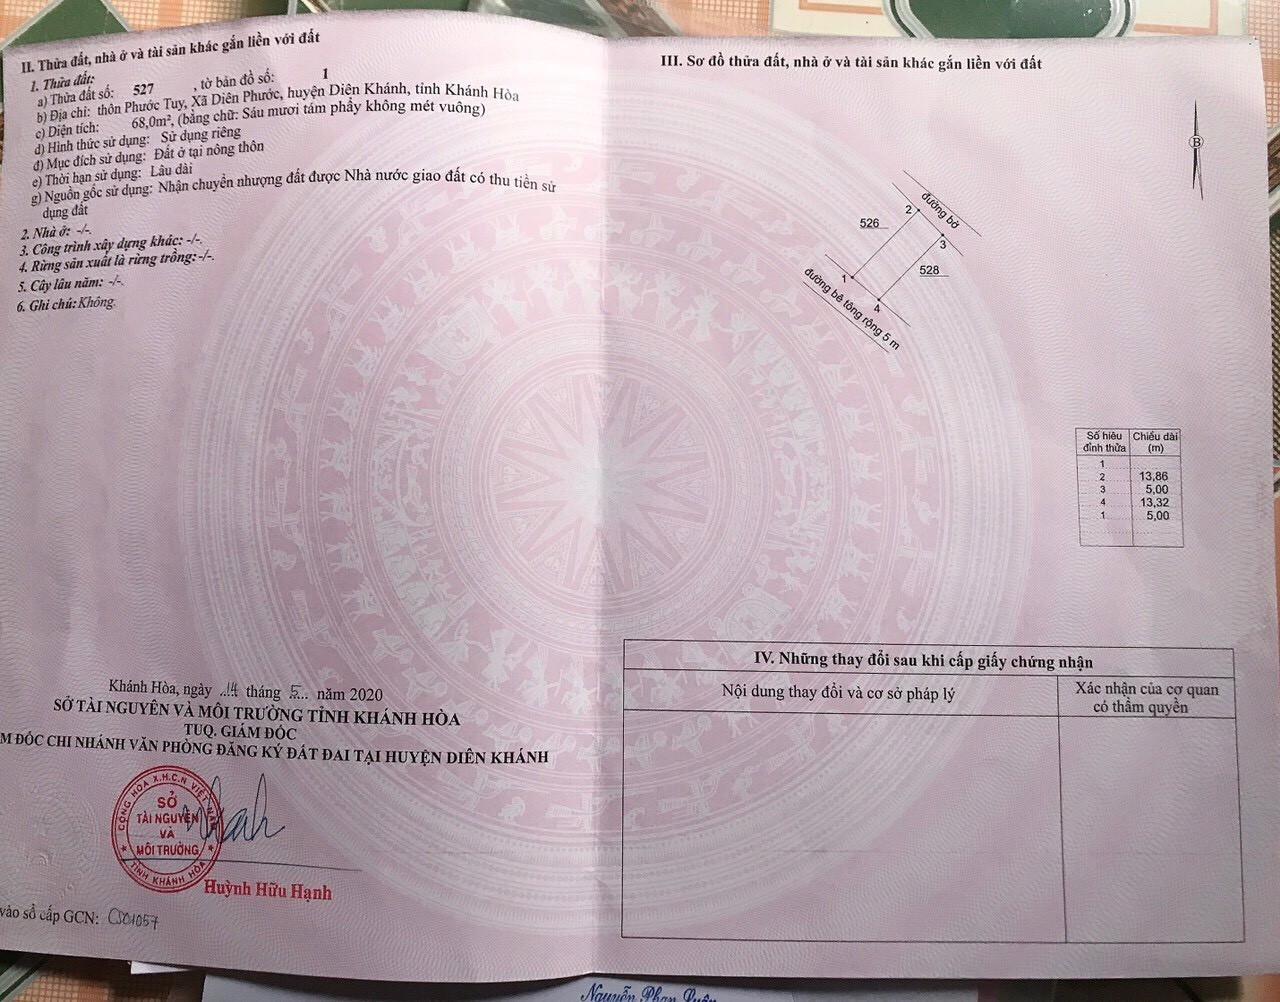 II. Thửa đất, nhà ở và tài sản khác gắn liền với đất
1. Thửa đất:
a) Thửa đất số: 527 , tờ bản đồ số: 1
b) Địa chỉ: thôn Phước Tuy, Xã Diên Phước, huyện Diên Khánh, tỉnh Khánh Hòa
c) Diện tích: 68,0m², (bằng chữ: Sáu mươi tám phẩy không mét vuông)
d) Hình thức sử dụng: Sử dụng riêng
đ) Mục đích sử dụng: Đất ở tại nông thôn
e) Thời hạn sử dụng: Lâu dài
g) Nguồn gốc sử dụng: Nhận chuyển nhượng đất được Nhà nước giao đất có thu tiền sử
dụng đất
2. Nhà ở: -/-.
3. Công trình xây dựng khác: -/-.
4. Rừng sản xuất là rừng trồng: -/-.
5. Cây lâu năm: -/-.
6. Ghi chú: Không.
Khánh Hòa, ngày 14 tháng 5 năm 2020
SỞ TÀI NGUYÊN VÀ MÔI TRƯỜNG TỈNH KHÁNH HÒA
TUQ. GIÁM ĐỐC
M ĐỐC CHI NHÁNH VĂN PHÒNG ĐĂNG KÝ ĐẤT ĐAI TẠI HUYỆN DIÊN KHÁNH
CỘNG HÒA X.H.C.N VIỆT NAM
SỞ
TÀI NGUYÊN
VÀ
MÔI TRƯỜNG
TỈNH KHÁNH HÒA
Huỳnh Hữu Hạnh
vào sổ cấp GCN: CS01057
III. Sơ đồ thửa đất, nhà ở và tài sản khác gắn liền với đất
B
đường bờ
2
526
3
528
1
4
đường bê tông rộng 5 m
Số hiệu đỉnh thửa Chiều dài (m)
1
2 13,86
3 5,00
4 13,32
1 5,00
IV. Những thay đổi sau khi cấp giấy chứng nhận
Nội dung thay đổi và cơ sở pháp lý
Xác nhận của cơ quan
có thẩm quyền
Nguyễn Phan